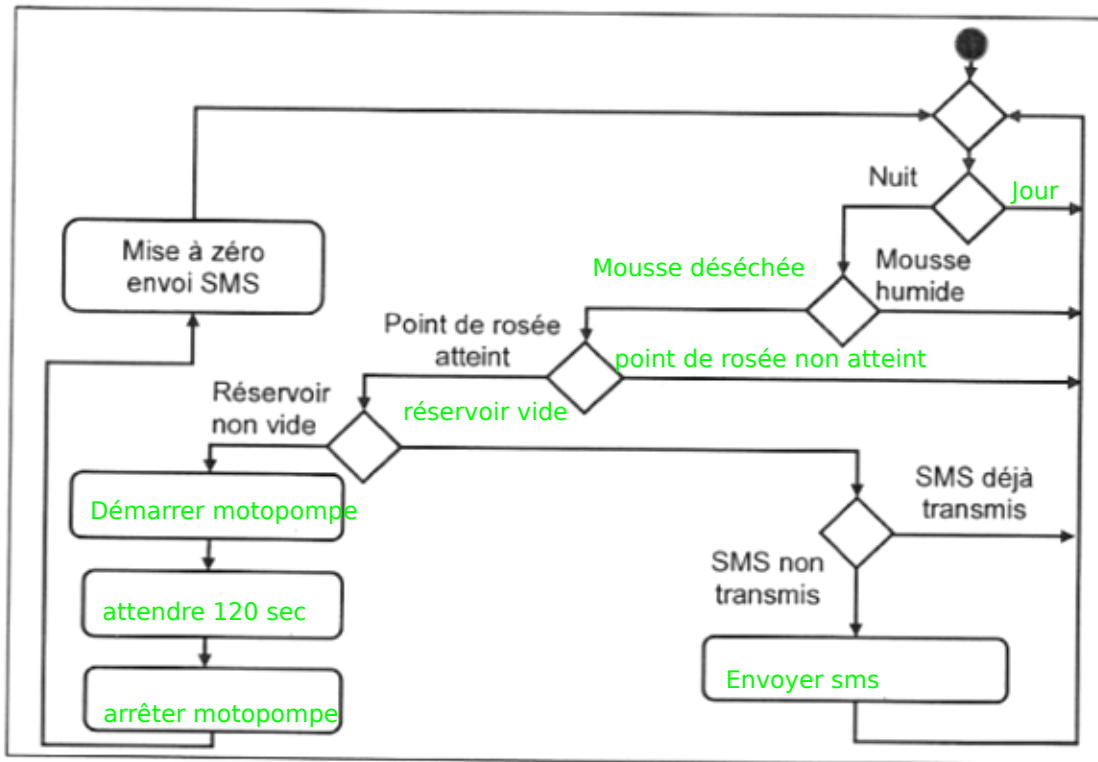 Nuit
Jour
Mise à zéro
envoi SMS
Mousse déséchée
Mousse
humide
Point de rosée
atteint
point de rosée non atteint
Réservoir
non vide
réservoir vide
SMS déjà
transmis
Démarrer motopompe
SMS non
transmis
attendre 120 sec
Envoyer sms
arrêter motopompe